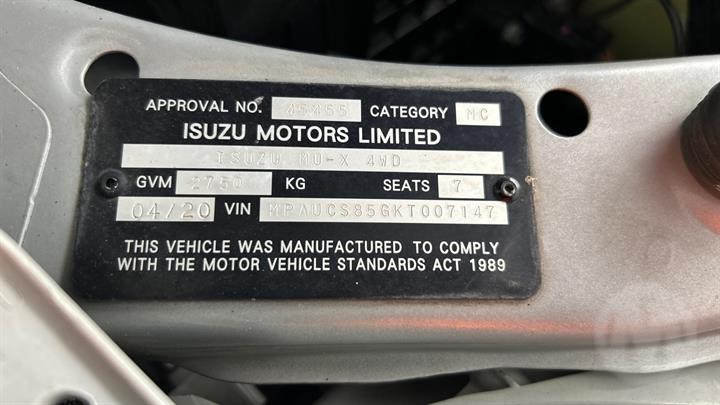 APPROVAL NO. 45455 CATEGORY MC
ISUZU MOTORS LIMITED
ISUZU MU-X 4WD
GVM 2750 KG SEATS 7
04/20 VIN MPAUCS85GKT007147
THIS VEHICLE WAS MANUFACTURED TO COMPLY
WITH THE MOTOR VEHICLE STANDARDS ACT 1989